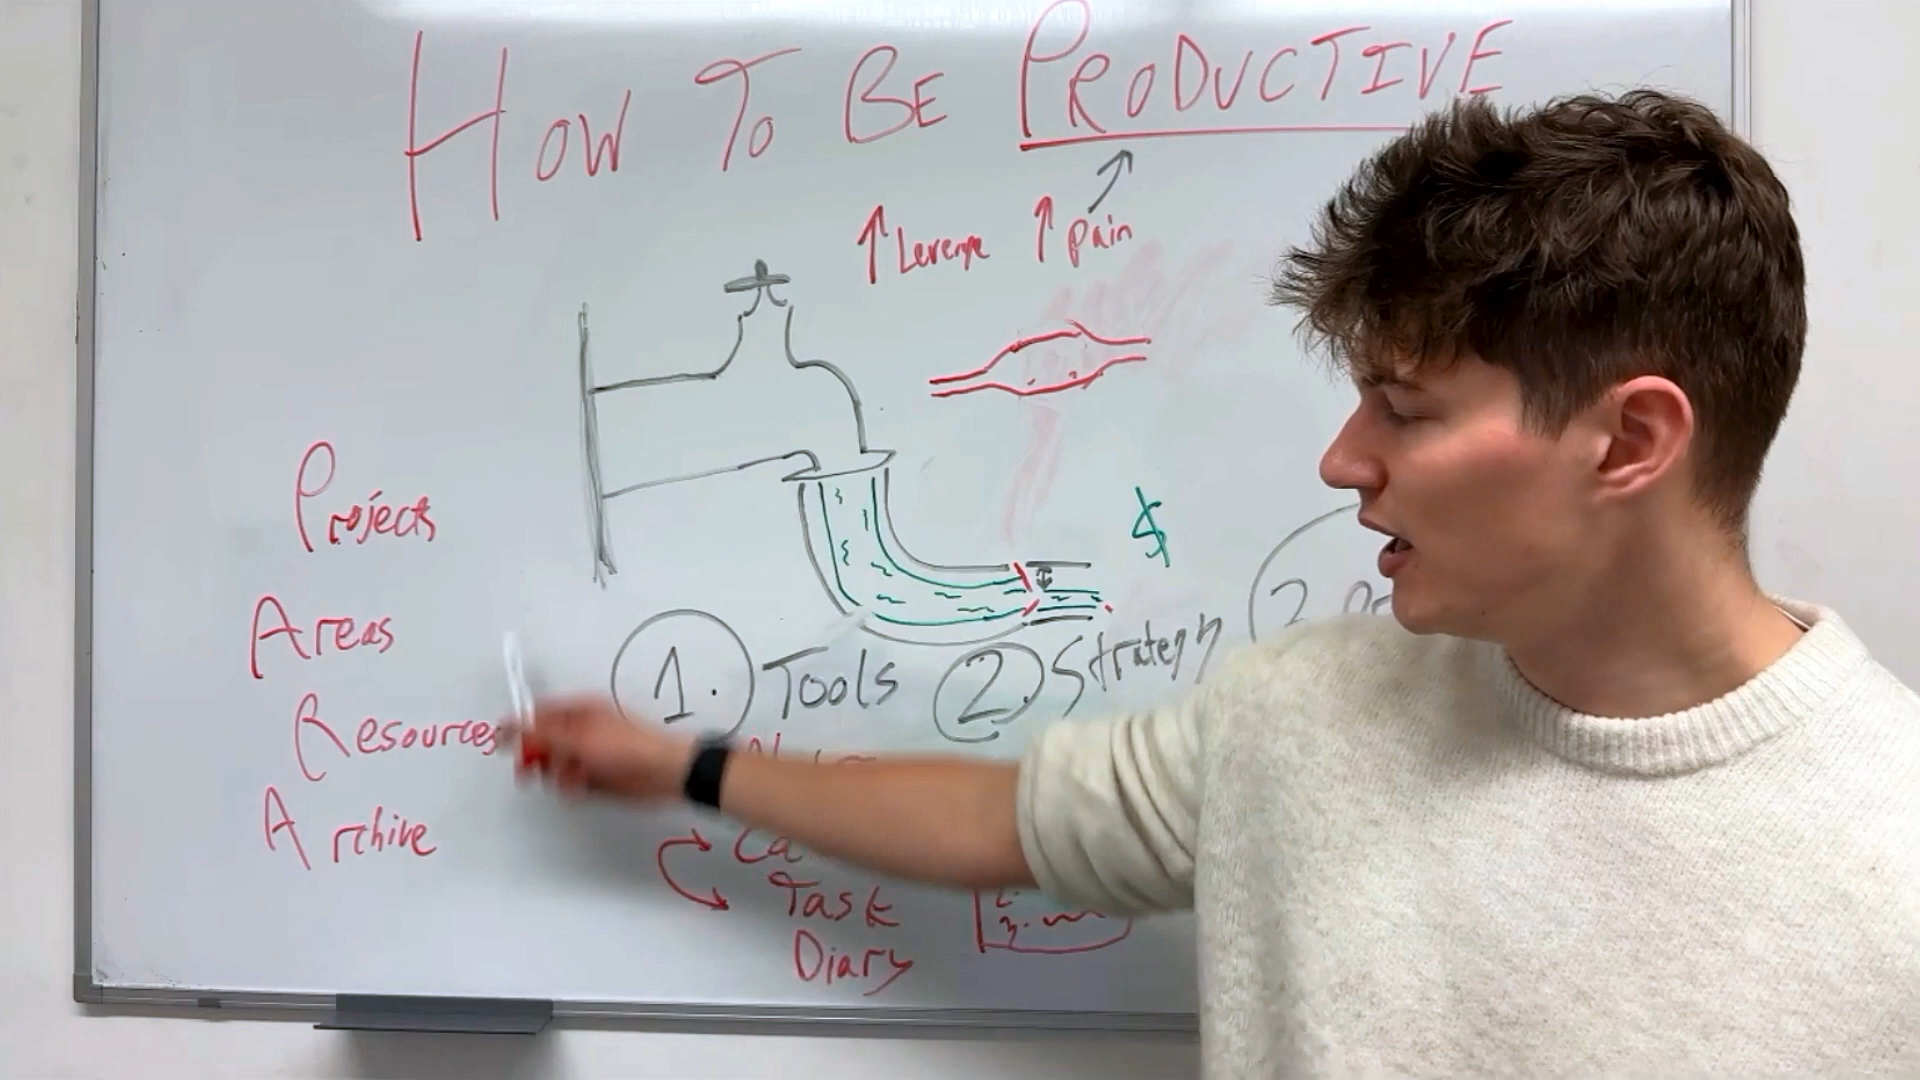 HOW TO BE PRODUCTIVE
↑ Leverage ↑ pain
$
Projects
Areas
Resources
Archive
1. Tools
2. Strategy
Task
Diary
3. ~